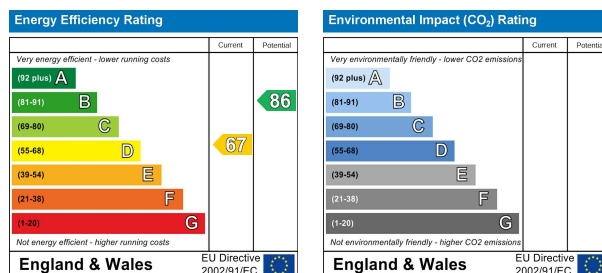 Energy Efficiency Rating
Current Potential
Very energy efficient - lower running costs
(92 plus) A
(81-91) B
86
(69-80) C
(55-68) D
67
(39-54) E
(21-38) F
(1-20) G
Not energy efficient - higher running costs
England & Wales
EU Directive
2002/91/EC
Environmental Impact (CO2) Rating
Current Potential
Very environmentally friendly - lower CO2 emissions
(92 plus) A
(81-91) B
(69-80) C
(55-68) D
(39-54) E
(21-38) F
(1-20) G
Not environmentally friendly - higher CO2 emissions
England & Wales
EU Directive
2002/91/EC